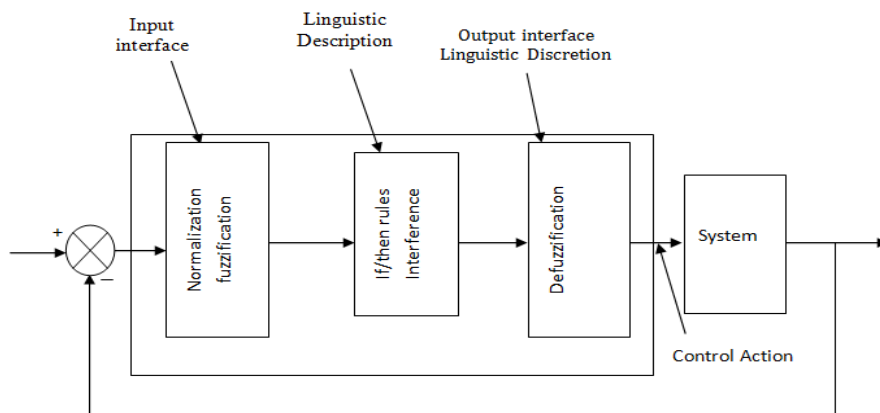 Input
interface
Linguistic
Description
Output interface
Linguistic Discretion
+
−
Normalization
fuzzification
If/then rules
Interference
Defuzzification
System
Control Action